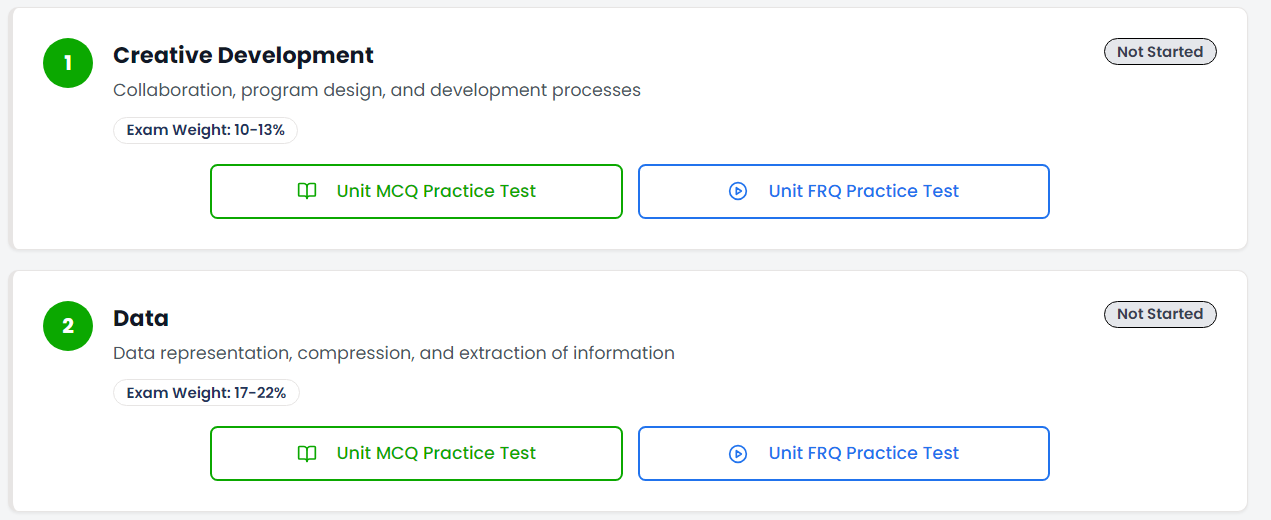 1
Creative Development
Not Started
Collaboration, program design, and development processes
Exam Weight: 10-13%
Unit MCQ Practice Test
Unit FRQ Practice Test
2
Data
Not Started
Data representation, compression, and extraction of information
Exam Weight: 17-22%
Unit MCQ Practice Test
Unit FRQ Practice Test